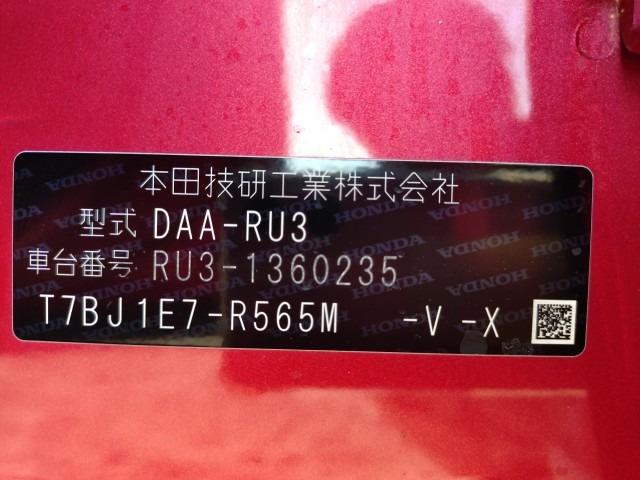 本田技研工業株式会社
型式 DAA-RU3
車台番号 RU3-1360235
T7BJ1E7-R565M -V -X